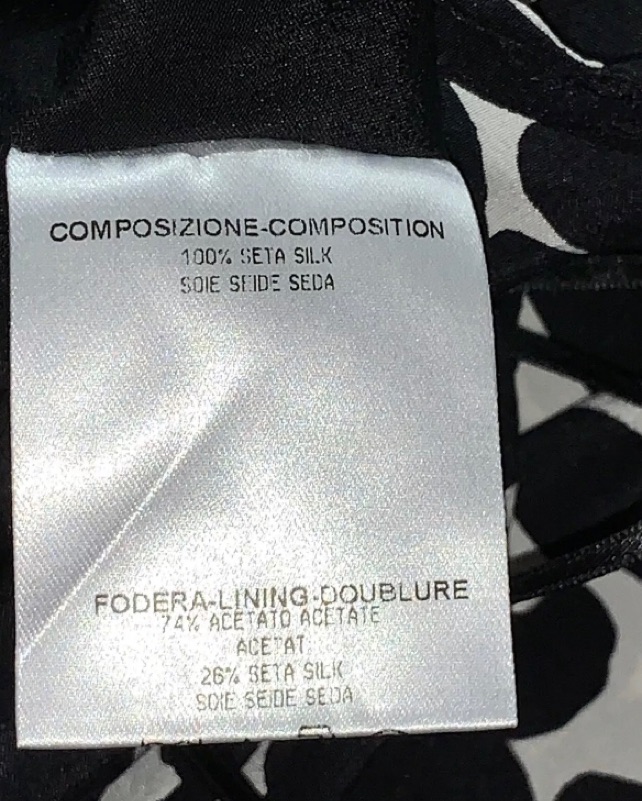 COMPOSIZIONE-COMPOSITION
100% SETA SILK
SOIE SEIDE SEDA
FODERA-LINING-DOUBLURE
74% ACETATO ACETATE
ACETAT
26% SETA SILK
SOIE SEIDE SEDA